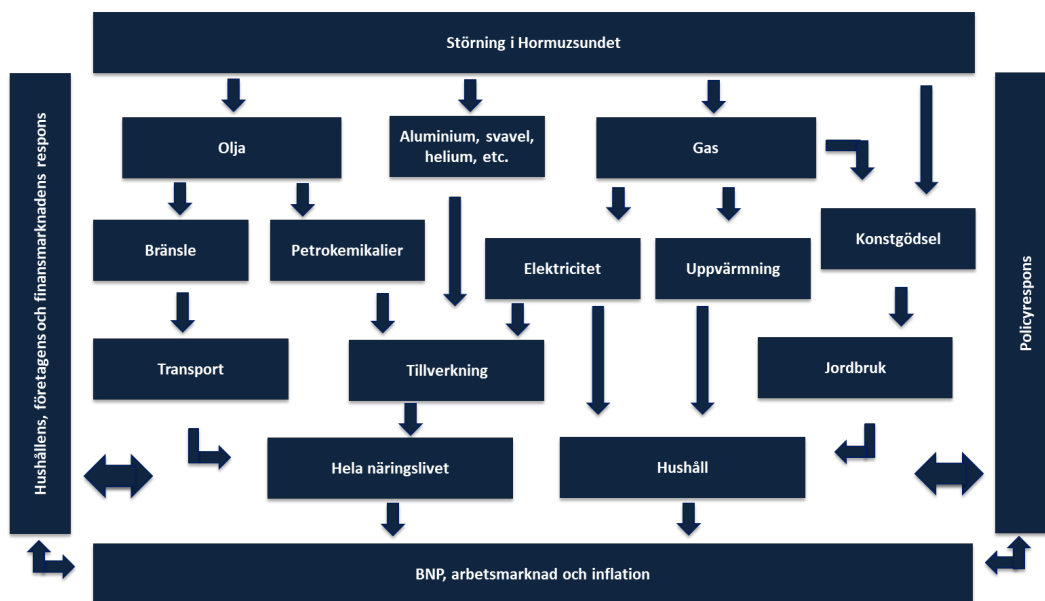 Störning i Hormuzsundet
Hushållens, företagens och finansmarknadens respons
Policyrespons
Olja
Aluminium, svavel,
helium, etc.
Gas
Bränsle
Petrokemikalier
Elektricitet
Uppvärmning
Konstgödsel
Transport
Tillverkning
Jordbruk
Hela näringslivet
Hushåll
BNP, arbetsmarknad och inflation